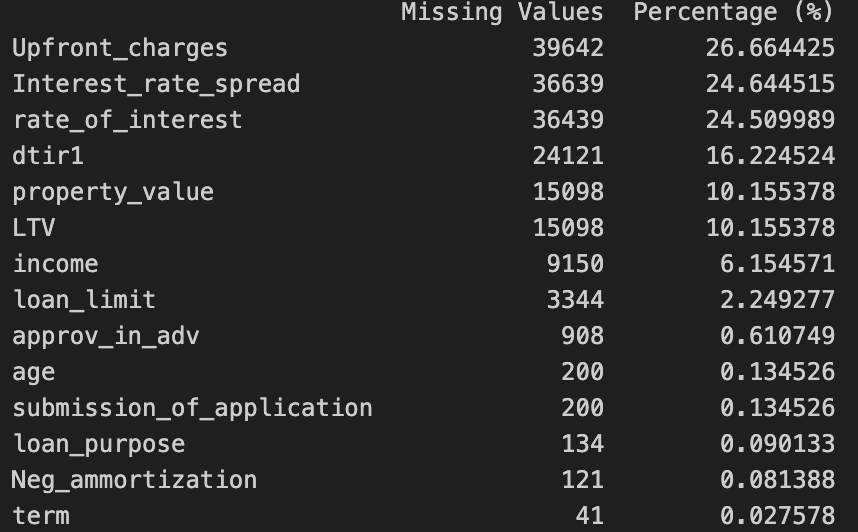 Missing Values Percentage (%)
Upfront_charges 39642 26.664425
Interest_rate_spread 36639 24.644515
rate_of_interest 36439 24.509989
dtir1 24121 16.224524
property_value 15098 10.155378
LTV 15098 10.155378
income 9150 6.154571
loan_limit 3344 2.249277
approv_in_adv 908 0.610749
age 200 0.134526
submission_of_application 200 0.134526
loan_purpose 134 0.090133
Neg_ammortization 121 0.081388
term 41 0.027578